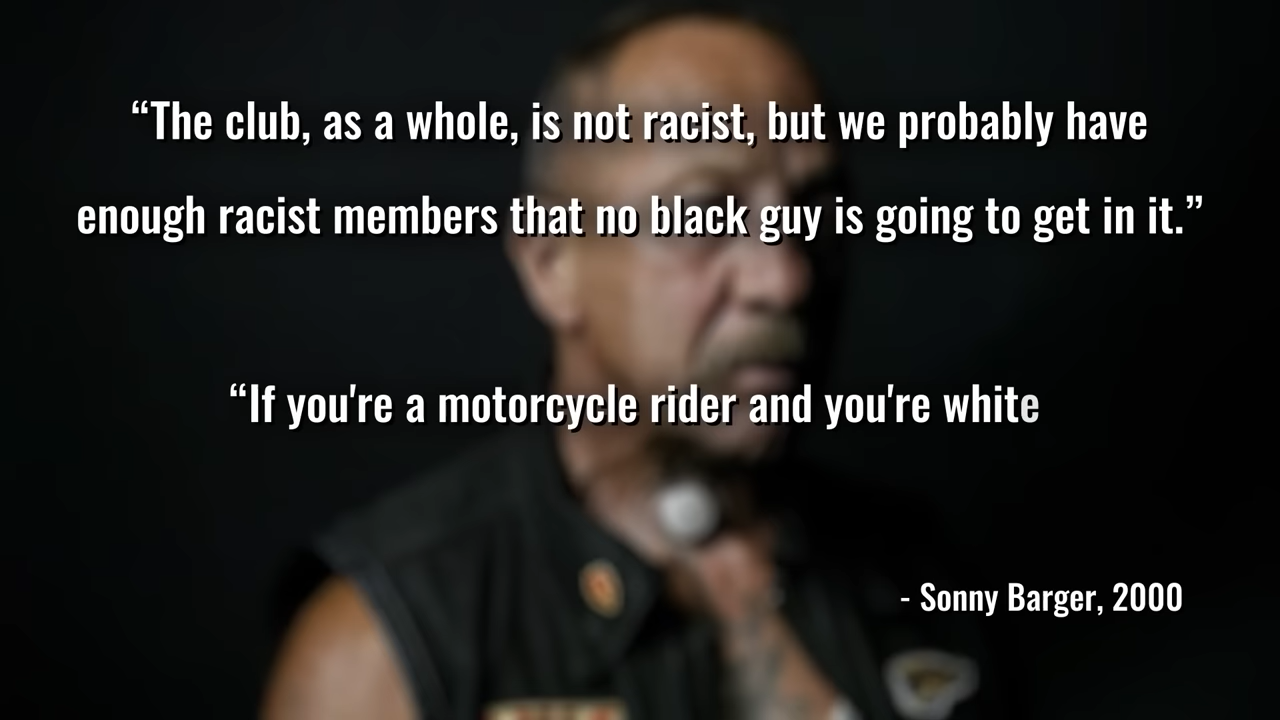 “The club, as a whole, is not racist, but we probably have
enough racist members that no black guy is going to get in it.”
“If you're a motorcycle rider and you're white
- Sonny Barger, 2000